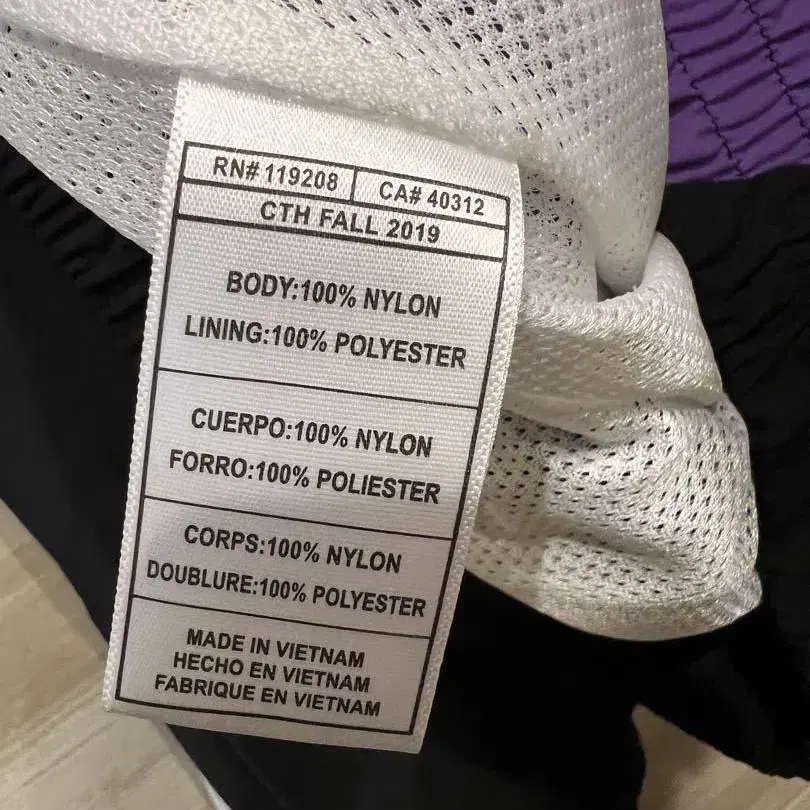 RN# 119208 CA# 40312
CTH FALL 2019
BODY:100% NYLON
LINING:100% POLYESTER
CUERPO:100% NYLON
FORRO:100% POLIESTER
CORPS:100% NYLON
DOUBLURE:100% POLYESTER
MADE IN VIETNAM
HECHO EN VIETNAM
FABRIQUE EN VIETNAM